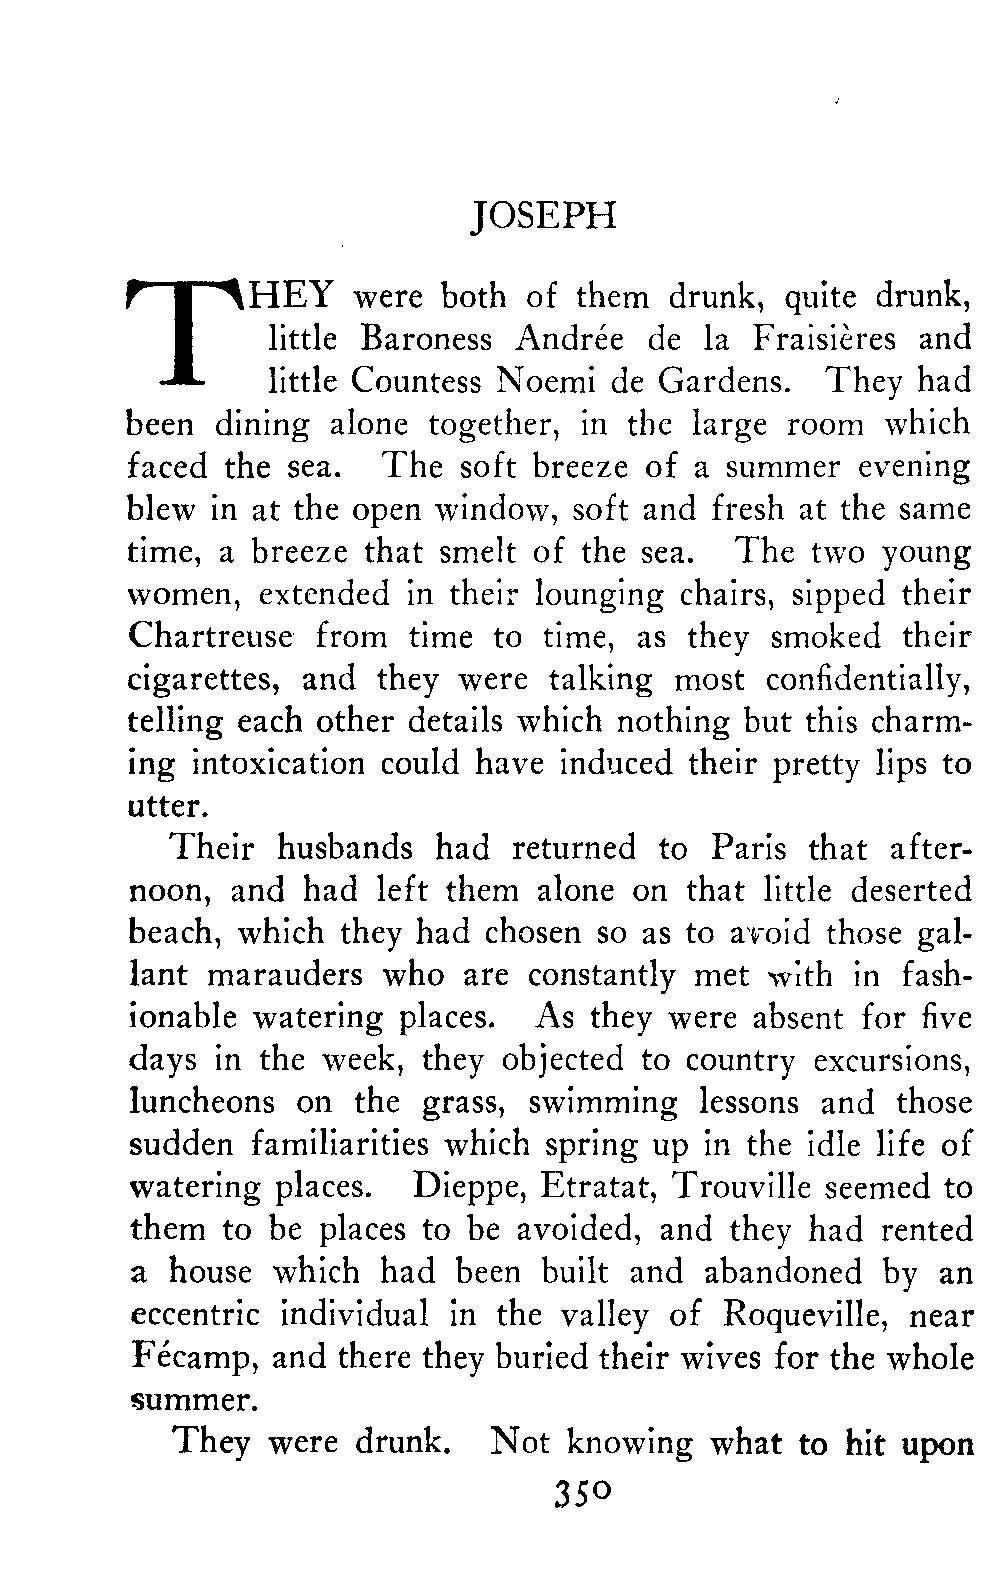 JOSEPH
THEY were both of them drunk, quite drunk,
little Baroness Andrée de la Fraisières and
little Countess Noemi de Gardens. They had
been dining alone together, in the large room which
faced the sea. The soft breeze of a summer evening
blew in at the open window, soft and fresh at the same
time, a breeze that smelt of the sea. The two young
women, extended in their lounging chairs, sipped their
Chartreuse from time to time, as they smoked their
cigarettes, and they were talking most confidentially,
telling each other details which nothing but this charm-
ing intoxication could have induced their pretty lips to
utter.
Their husbands had returned to Paris that after-
noon, and had left them alone on that little deserted
beach, which they had chosen so as to avoid those gal-
lant marauders who are constantly met with in fash-
ionable watering places. As they were absent for five
days in the week, they objected to country excursions,
luncheons on the grass, swimming lessons and those
sudden familiarities which spring up in the idle life of
watering places. Dieppe, Etratat, Trouville seemed to
them to be places to be avoided, and they had rented
a house which had been built and abandoned by an
eccentric individual in the valley of Roqueville, near
Fécamp, and there they buried their wives for the whole
summer.
They were drunk. Not knowing what to hit upon
350